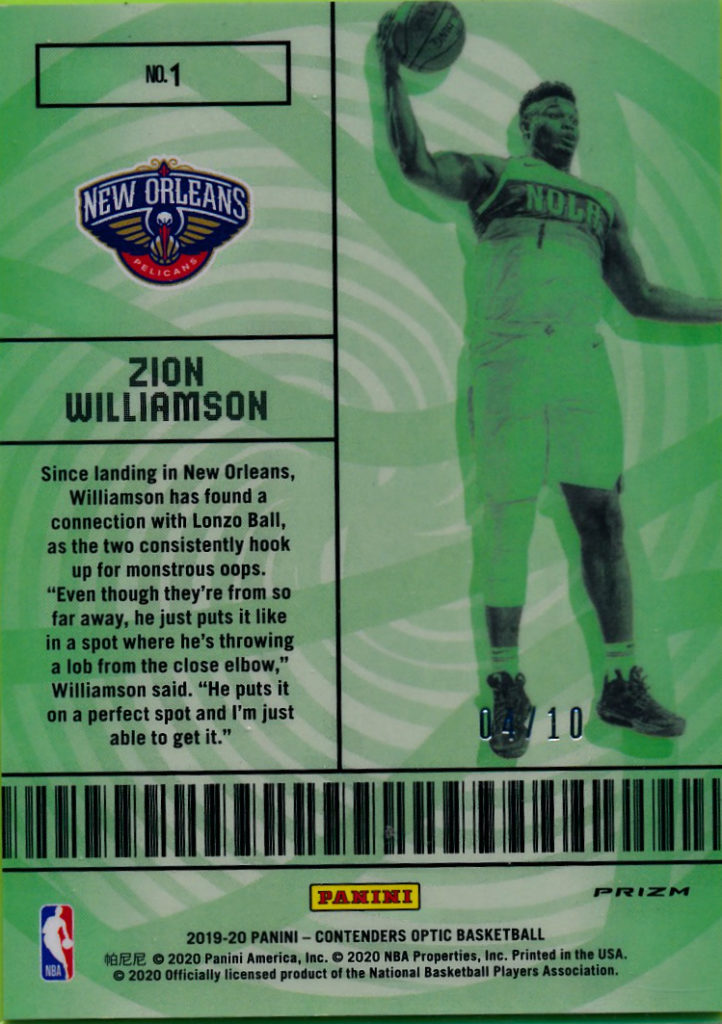 NO. 1
NEW ORLEANS
PELICANS
NOLA
1
ZION
WILLIAMSON
Since landing in New Orleans,
Williamson has found a
connection with Lonzo Ball,
as the two consistently hook
up for monstrous oops.
“Even though they’re from so
far away, he just puts it like
in a spot where he’s throwing
a lob from the close elbow,”
Williamson said. “He puts it
on a perfect spot and I’m just
able to get it.”
04/10
PANINI
PRIZM
NBA
2019-20 PANINI – CONTENDERS OPTIC BASKETBALL
帕尼尼 © 2020 Panini America, Inc. © 2020 NBA Properties, Inc. Printed in the USA.
© 2020 Officially licensed product of the National Basketball Players Association.